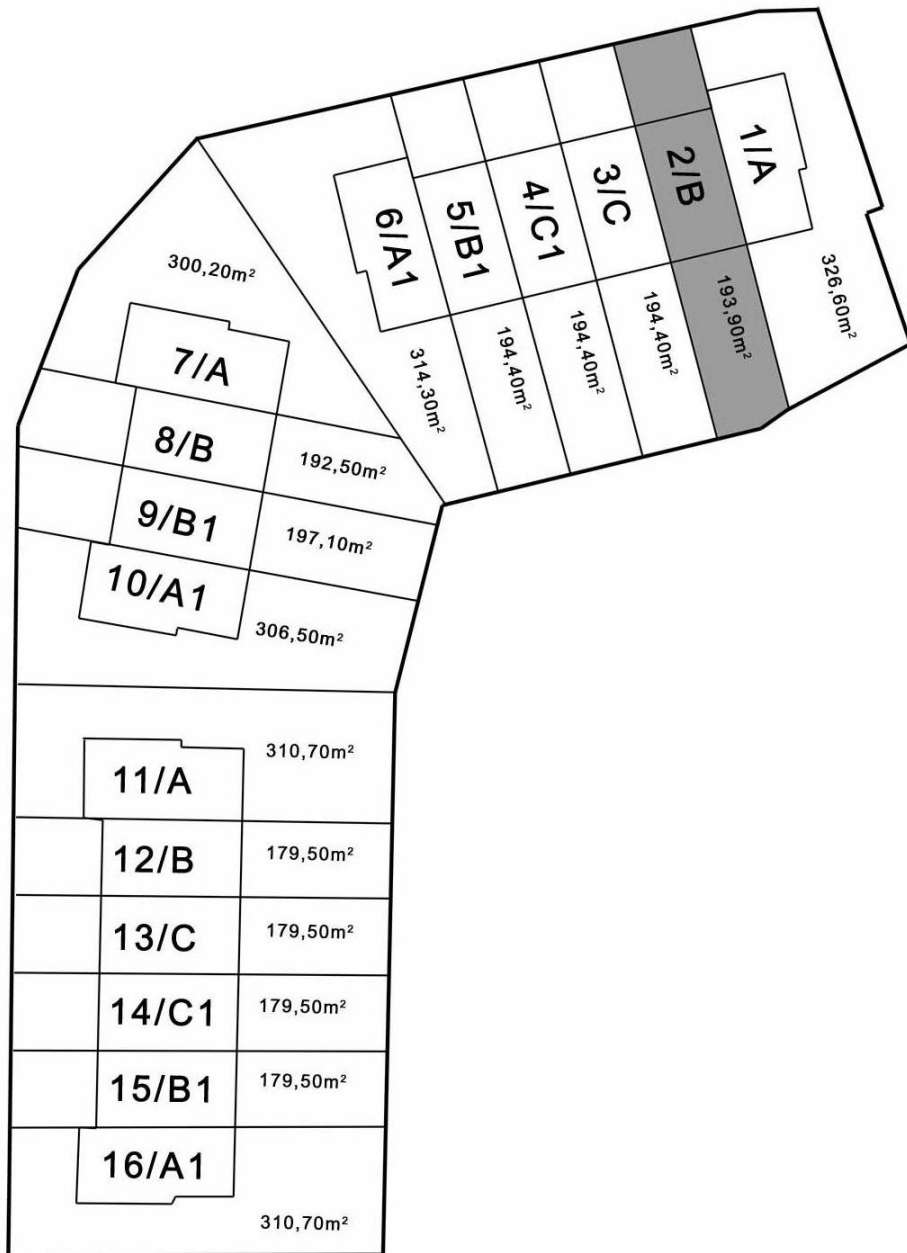 1/A
326,60m²
2/B
193,90m²
3/C
194,40m²
4/C1
194,40m²
5/B1
194,40m²
6/A1
314,30m²
300,20m²
7/A
8/B
192,50m²
9/B1
197,10m²
10/A1
306,50m²
310,70m²
11/A
12/B
179,50m²
13/C
179,50m²
14/C1
179,50m²
15/B1
179,50m²
16/A1
310,70m²